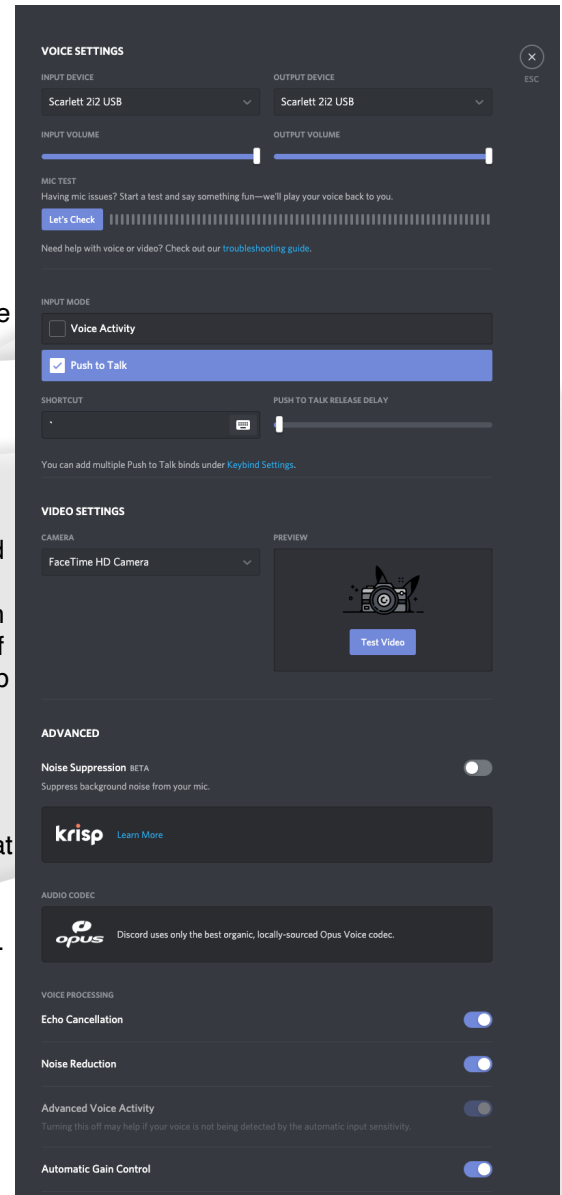 VOICE SETTINGS
INPUT DEVICE
OUTPUT DEVICE
Scarlett 2i2 USB
Scarlett 2i2 USB
ESC
INPUT VOLUME
OUTPUT VOLUME
MIC TEST
Having mic issues? Start a test and say something fun—we'll play your voice back to you.
Let's Check
Need help with voice or video? Check out our troubleshooting guide.
INPUT MODE
Voice Activity
Push to Talk
SHORTCUT
PUSH TO TALK RELEASE DELAY
`
You can add multiple Push to Talk binds under Keybind Settings.
VIDEO SETTINGS
CAMERA
PREVIEW
FaceTime HD Camera
Test Video
ADVANCED
Noise Suppression BETA
Suppress background noise from your mic.
krisp Learn More
AUDIO CODEC
opus Discord uses only the best organic, locally-sourced Opus Voice codec.
VOICE PROCESSING
Echo Cancellation
Noise Reduction
Advanced Voice Activity
Turning this off may help if your voice is not being detected by the automatic input sensitivity.
Automatic Gain Control